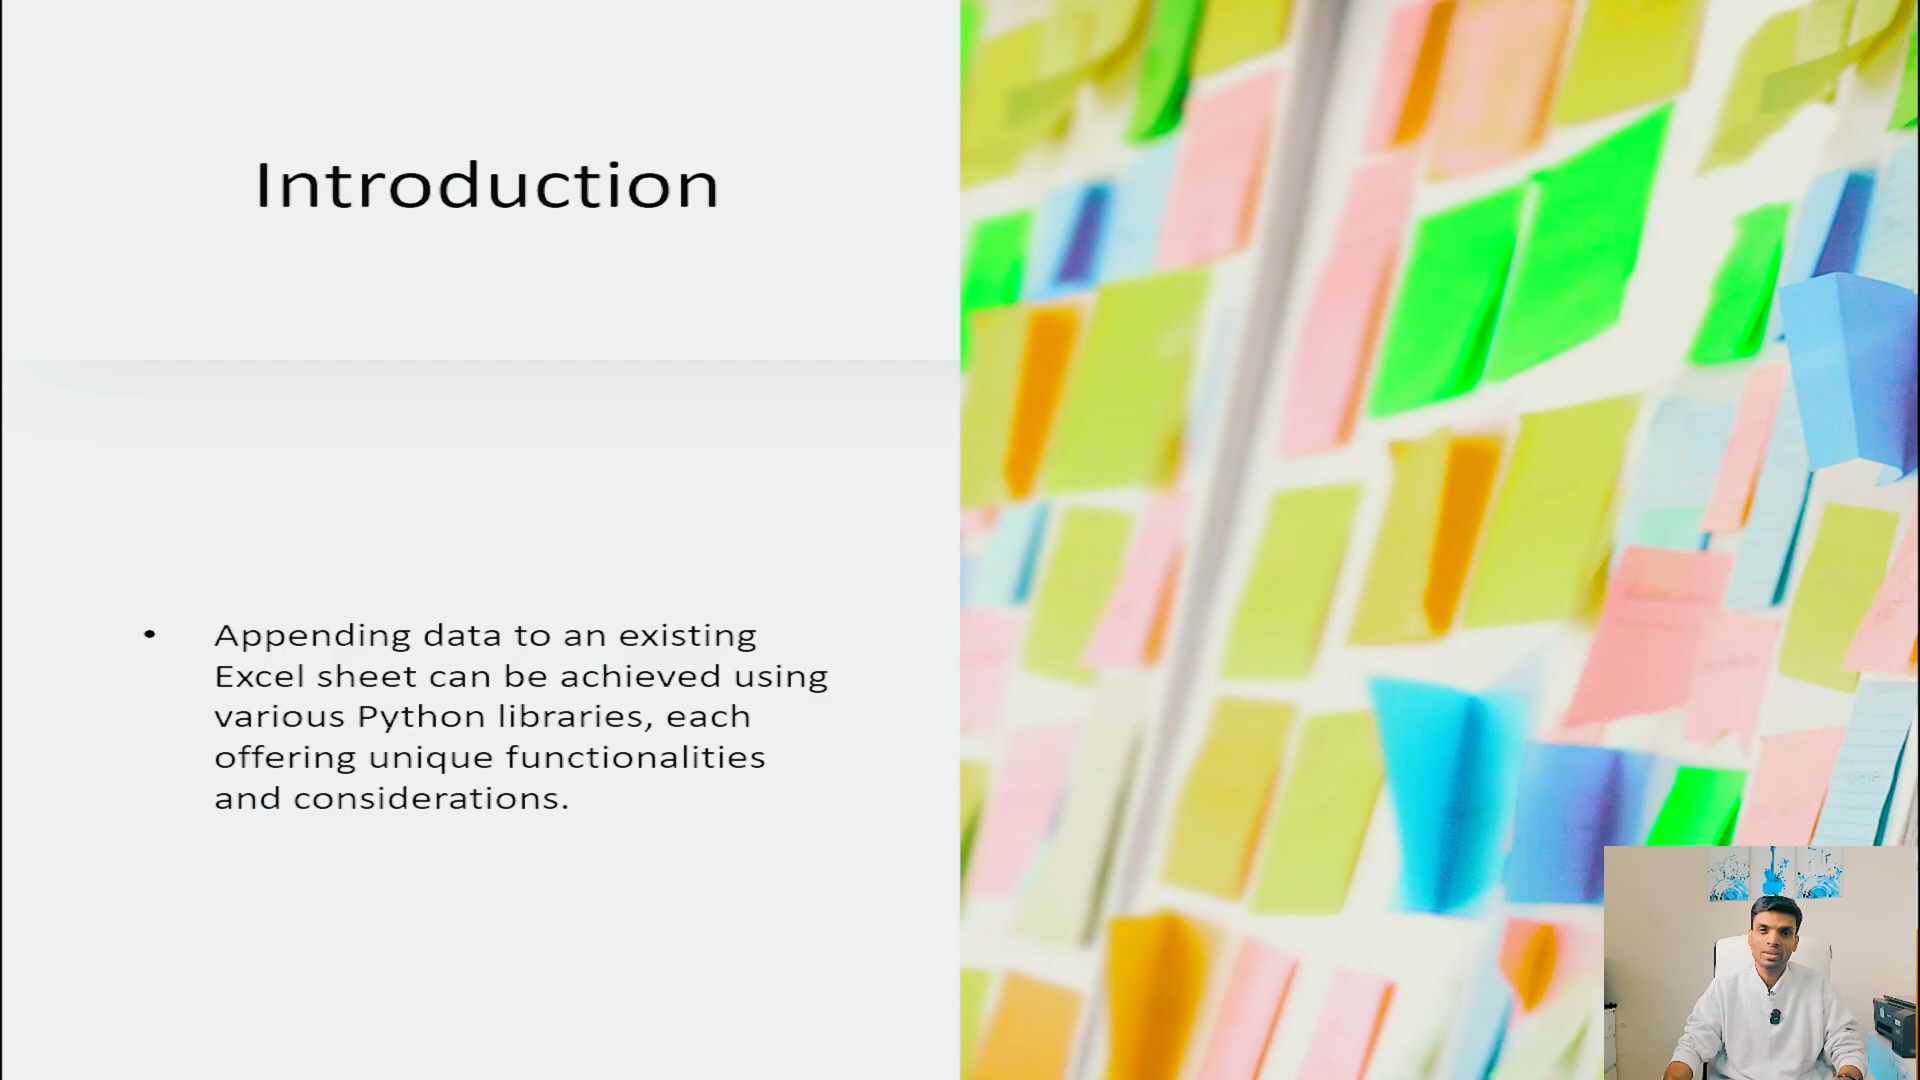 Introduction
• Appending data to an existing
Excel sheet can be achieved using
various Python libraries, each
offering unique functionalities
and considerations.